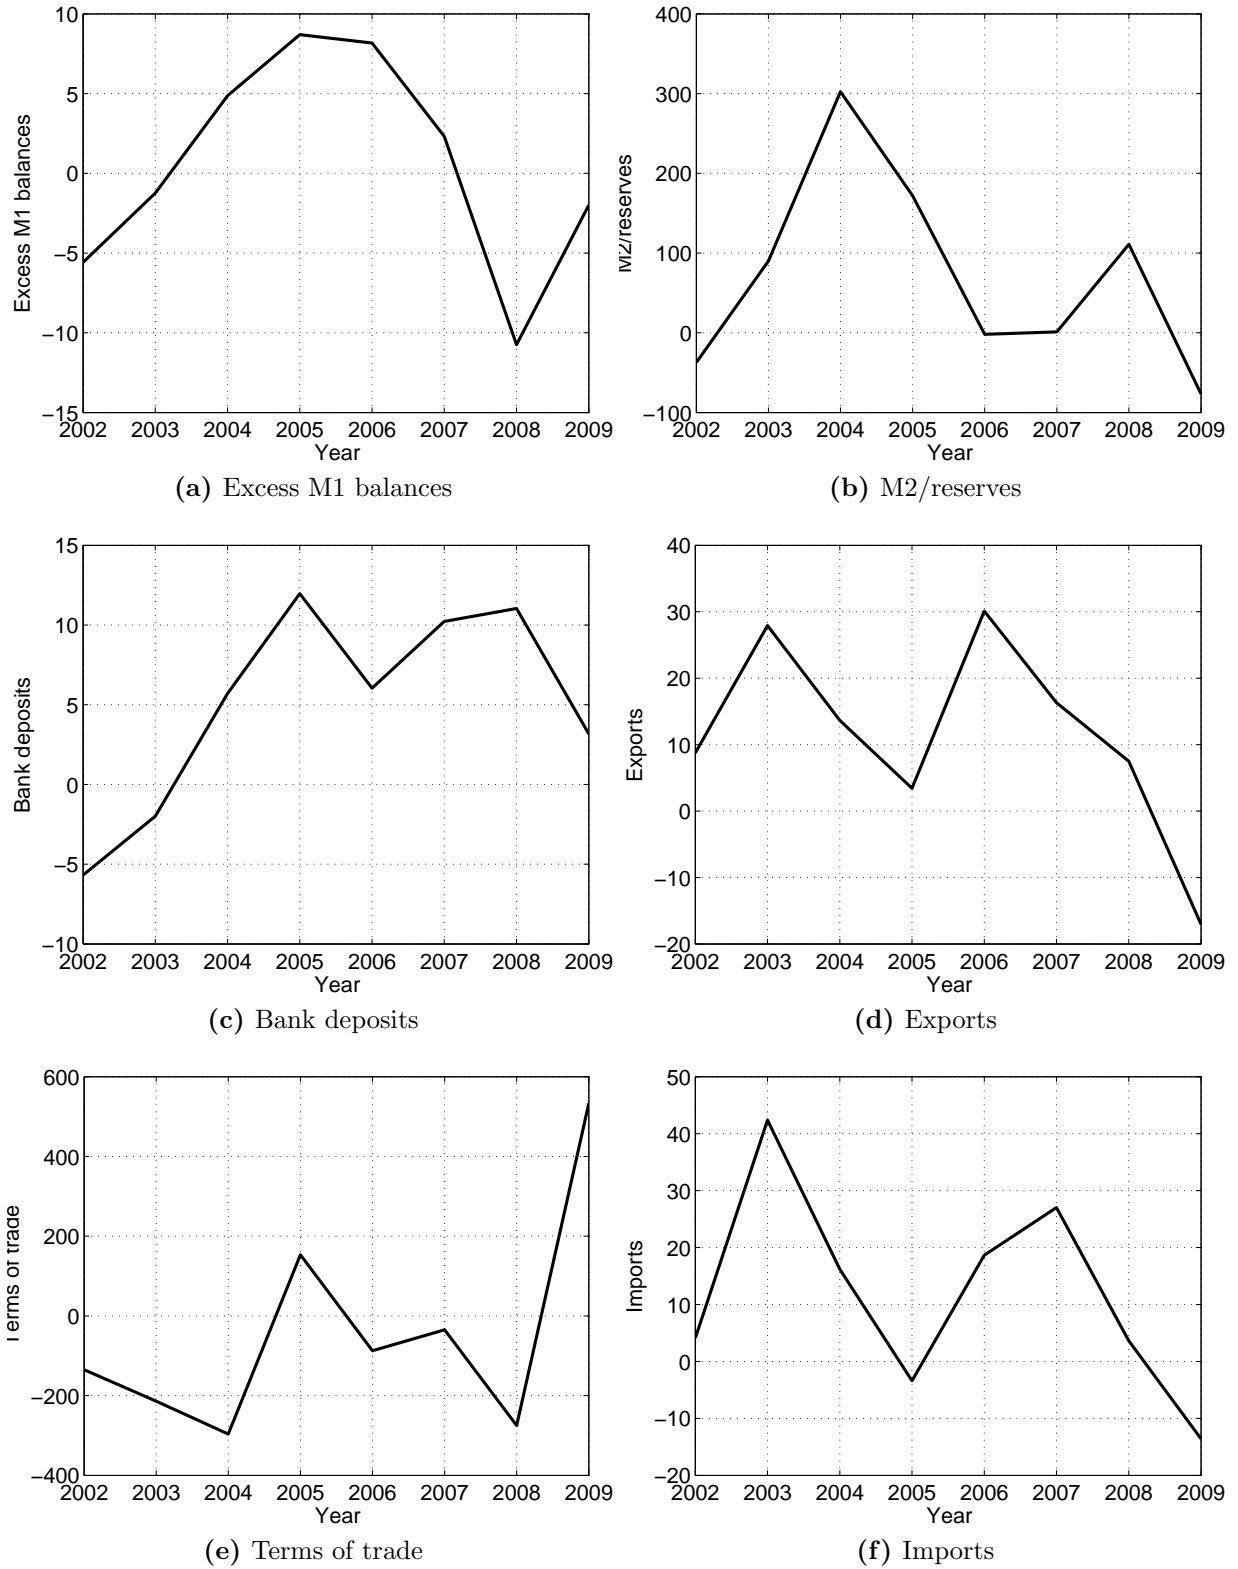 10
5
0
−5
−10
−15
Excess M1 balances
2002 2003 2004 2005 2006 2007 2008 2009
Year
(a) Excess M1 balances
400
300
200
100
0
−100
M2/reserves
2002 2003 2004 2005 2006 2007 2008 2009
Year
(b) M2/reserves
15
10
5
0
−5
−10
Bank deposits
2002 2003 2004 2005 2006 2007 2008 2009
Year
(c) Bank deposits
40
30
20
10
0
−10
−20
Exports
2002 2003 2004 2005 2006 2007 2008 2009
Year
(d) Exports
600
400
200
0
−200
−400
Terms of trade
2002 2003 2004 2005 2006 2007 2008 2009
Year
(e) Terms of trade
50
40
30
20
10
0
−10
−20
Imports
2002 2003 2004 2005 2006 2007 2008 2009
Year
(f) Imports